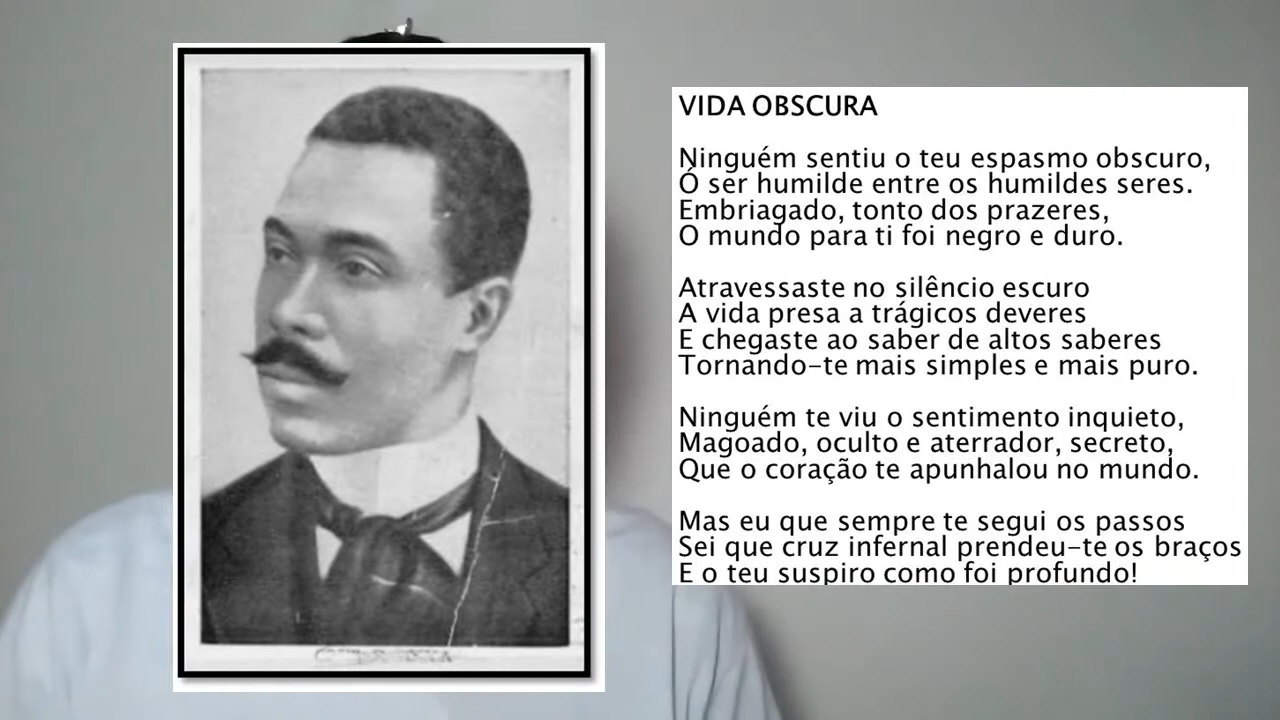 VIDA OBSCURA
Ninguém sentiu o teu espasmo obscuro,
Ó ser humilde entre os humildes seres.
Embriagado, tonto dos prazeres,
O mundo para ti foi negro e duro.
Atravessaste no silêncio escuro
A vida presa a trágicos deveres
E chegaste ao saber de altos saberes
Tornando-te mais simples e mais puro.
Ninguém te viu o sentimento inquieto,
Magoado, oculto e aterrador, secreto,
Que o coração te apunhalou no mundo.
Mas eu que sempre te segui os passos
Sei que cruz infernal prendeu-te os braços
E o teu suspiro como foi profundo!